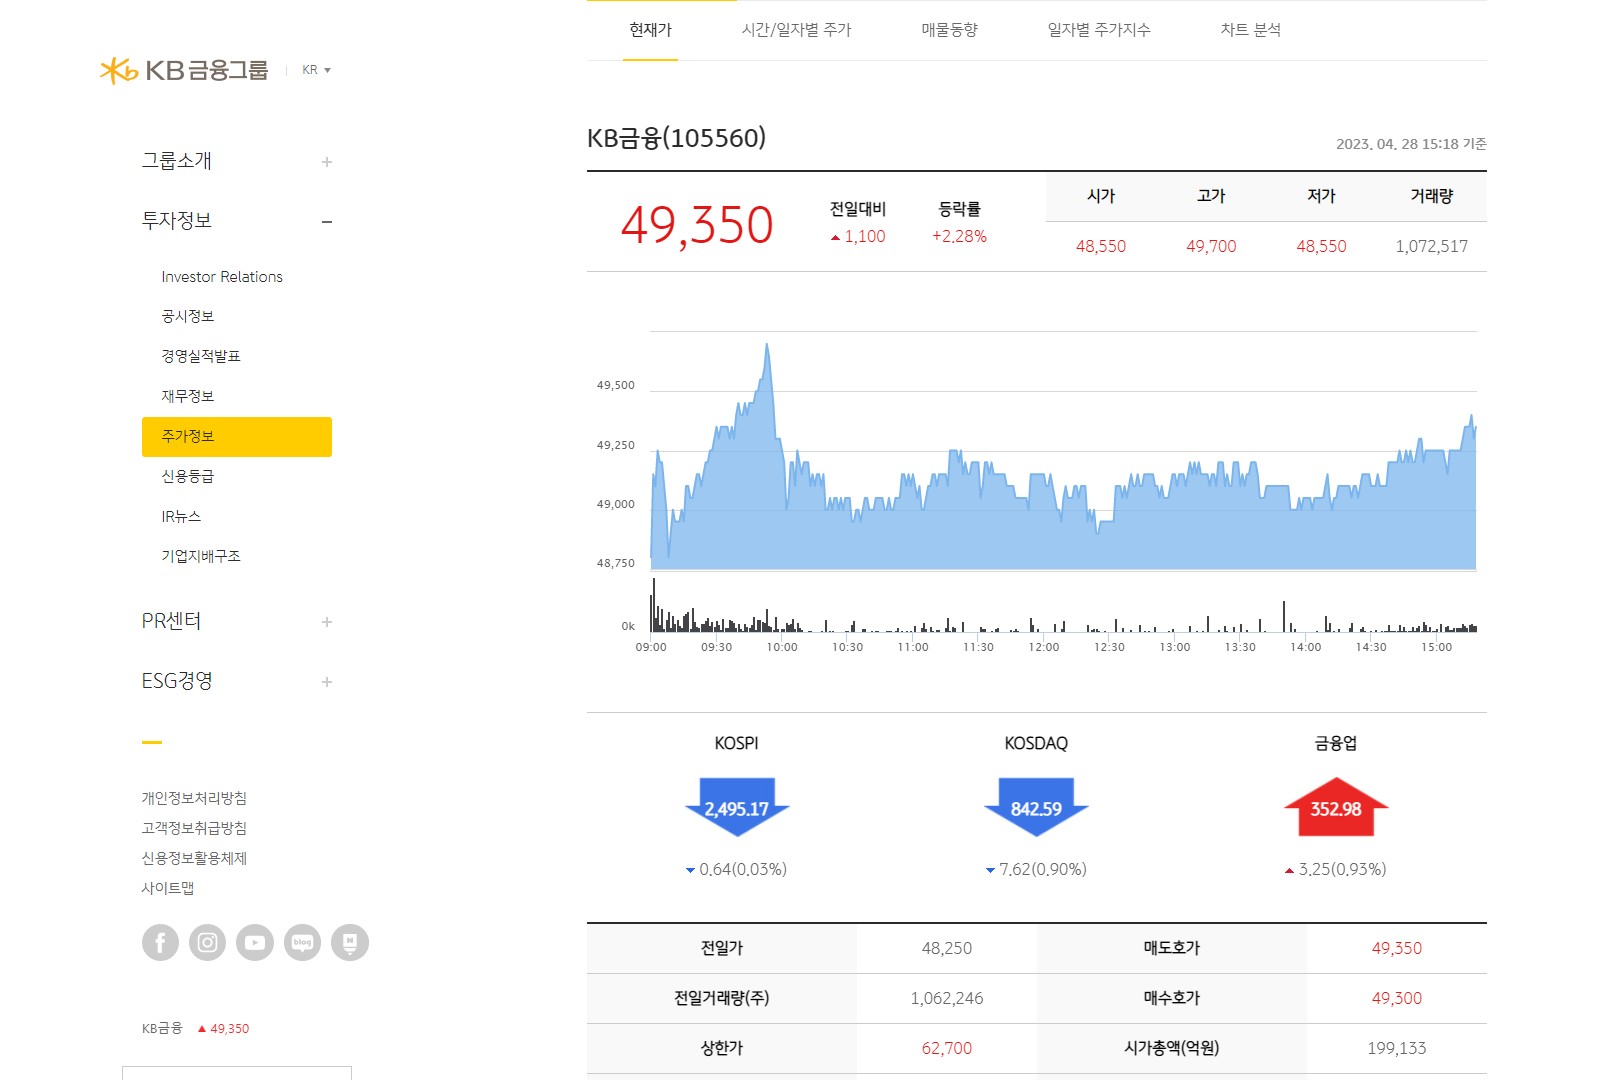 현재가
시간/일자별 주가
매물동향
일자별 주가지수
차트 분석
KB금융그룹
KR
그룹소개
투자정보
Investor Relations
공시정보
경영실적발표
재무정보
주가정보
신용등급
IR뉴스
기업지배구조
PR센터
ESG경영
개인정보처리방침
고객정보취급방침
신용정보활용체제
사이트맵
blog
KB금융 ▲ 49,350
KB금융(105560)
2023. 04. 28 15:18 기준
49,350
전일대비
▲ 1,100
등락률
+2.28%
시가 고가 저가 거래량
48,550 49,700 48,550 1,072,517
49,500
49,250
49,000
48,750
0k
09:00 09:30 10:00 10:30 11:00 11:30 12:00 12:30 13:00 13:30 14:00 14:30 15:00
KOSPI
2,495.17
▼ 0.64(0.03%)
KOSDAQ
842.59
▼ 7.62(0.90%)
금융업
352.98
▲ 3.25(0.93%)
전일가 48,250 매도호가 49,350
전일거래량(주) 1,062,246 매수호가 49,300
상한가 62,700 시가총액(억원) 199,133